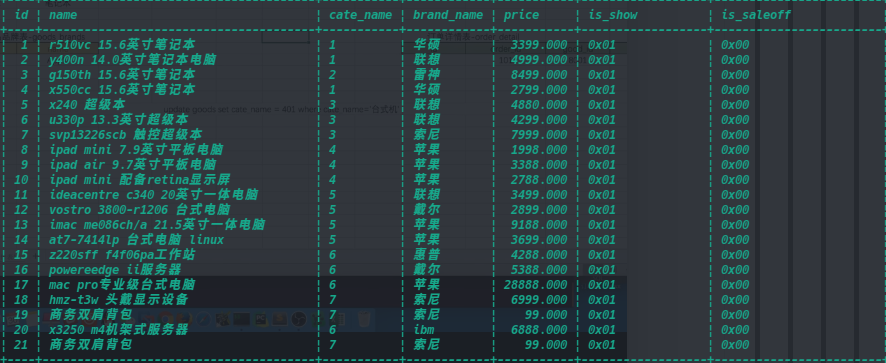 | id | name | cate_name | brand_name | price | is_show | is_saleoff |
| 1 | r510vc 15.6英寸笔记本 | 1 | 华硕 | 3399.000 | 0x01 | 0x00 |
| 2 | y400n 14.0英寸笔记本电脑 | 1 | 联想 | 4999.000 | 0x01 | 0x00 |
| 3 | g150th 15.6英寸笔记本 | 2 | 雷神 | 8499.000 | 0x01 | 0x00 |
| 4 | x550cc 15.6英寸笔记本 | 1 | 华硕 | 2799.000 | 0x01 | 0x00 |
| 5 | x240 超级本 | 3 | 联想 | 4880.000 | 0x01 | 0x00 |
| 6 | u330p 13.3英寸超级本 | 3 | 联想 | 4299.000 | 0x01 | 0x00 |
| 7 | svp13226scb 触控超级本 | 3 | 索尼 | 7999.000 | 0x01 | 0x00 |
| 8 | ipad mini 7.9英寸平板电脑 | 4 | 苹果 | 1998.000 | 0x01 | 0x00 |
| 9 | ipad air 9.7英寸平板电脑 | 4 | 苹果 | 3388.000 | 0x01 | 0x00 |
| 10 | ipad mini 配备retina显示屏 | 4 | 苹果 | 2788.000 | 0x01 | 0x00 |
| 11 | ideacentre c340 20英寸一体电脑 | 5 | 联想 | 3499.000 | 0x01 | 0x00 |
| 12 | vostro 3800-r1206 台式电脑 | 5 | 戴尔 | 2899.000 | 0x01 | 0x00 |
| 13 | imac me086ch/a 21.5英寸一体电脑 | 5 | 苹果 | 9188.000 | 0x01 | 0x00 |
| 14 | at7-7414lp 台式电脑 linux | 5 | 苹果 | 3699.000 | 0x01 | 0x00 |
| 15 | z220sff f4f06pa工作站 | 6 | 惠普 | 4288.000 | 0x01 | 0x00 |
| 16 | poweredge ii服务器 | 6 | 戴尔 | 5388.000 | 0x01 | 0x00 |
| 17 | mac pro专业级台式电脑 | 6 | 苹果 | 28888.000 | 0x01 | 0x00 |
| 18 | hmz-t3w 头戴显示设备 | 7 | 索尼 | 6999.000 | 0x01 | 0x00 |
| 19 | 商务双肩背包 | 7 | 索尼 | 99.000 | 0x01 | 0x00 |
| 20 | x3250 m4机架式服务器 | 6 | ibm | 6888.000 | 0x01 | 0x00 |
| 21 | 商务双肩背包 | 7 | 索尼 | 99.000 | 0x01 | 0x00 |